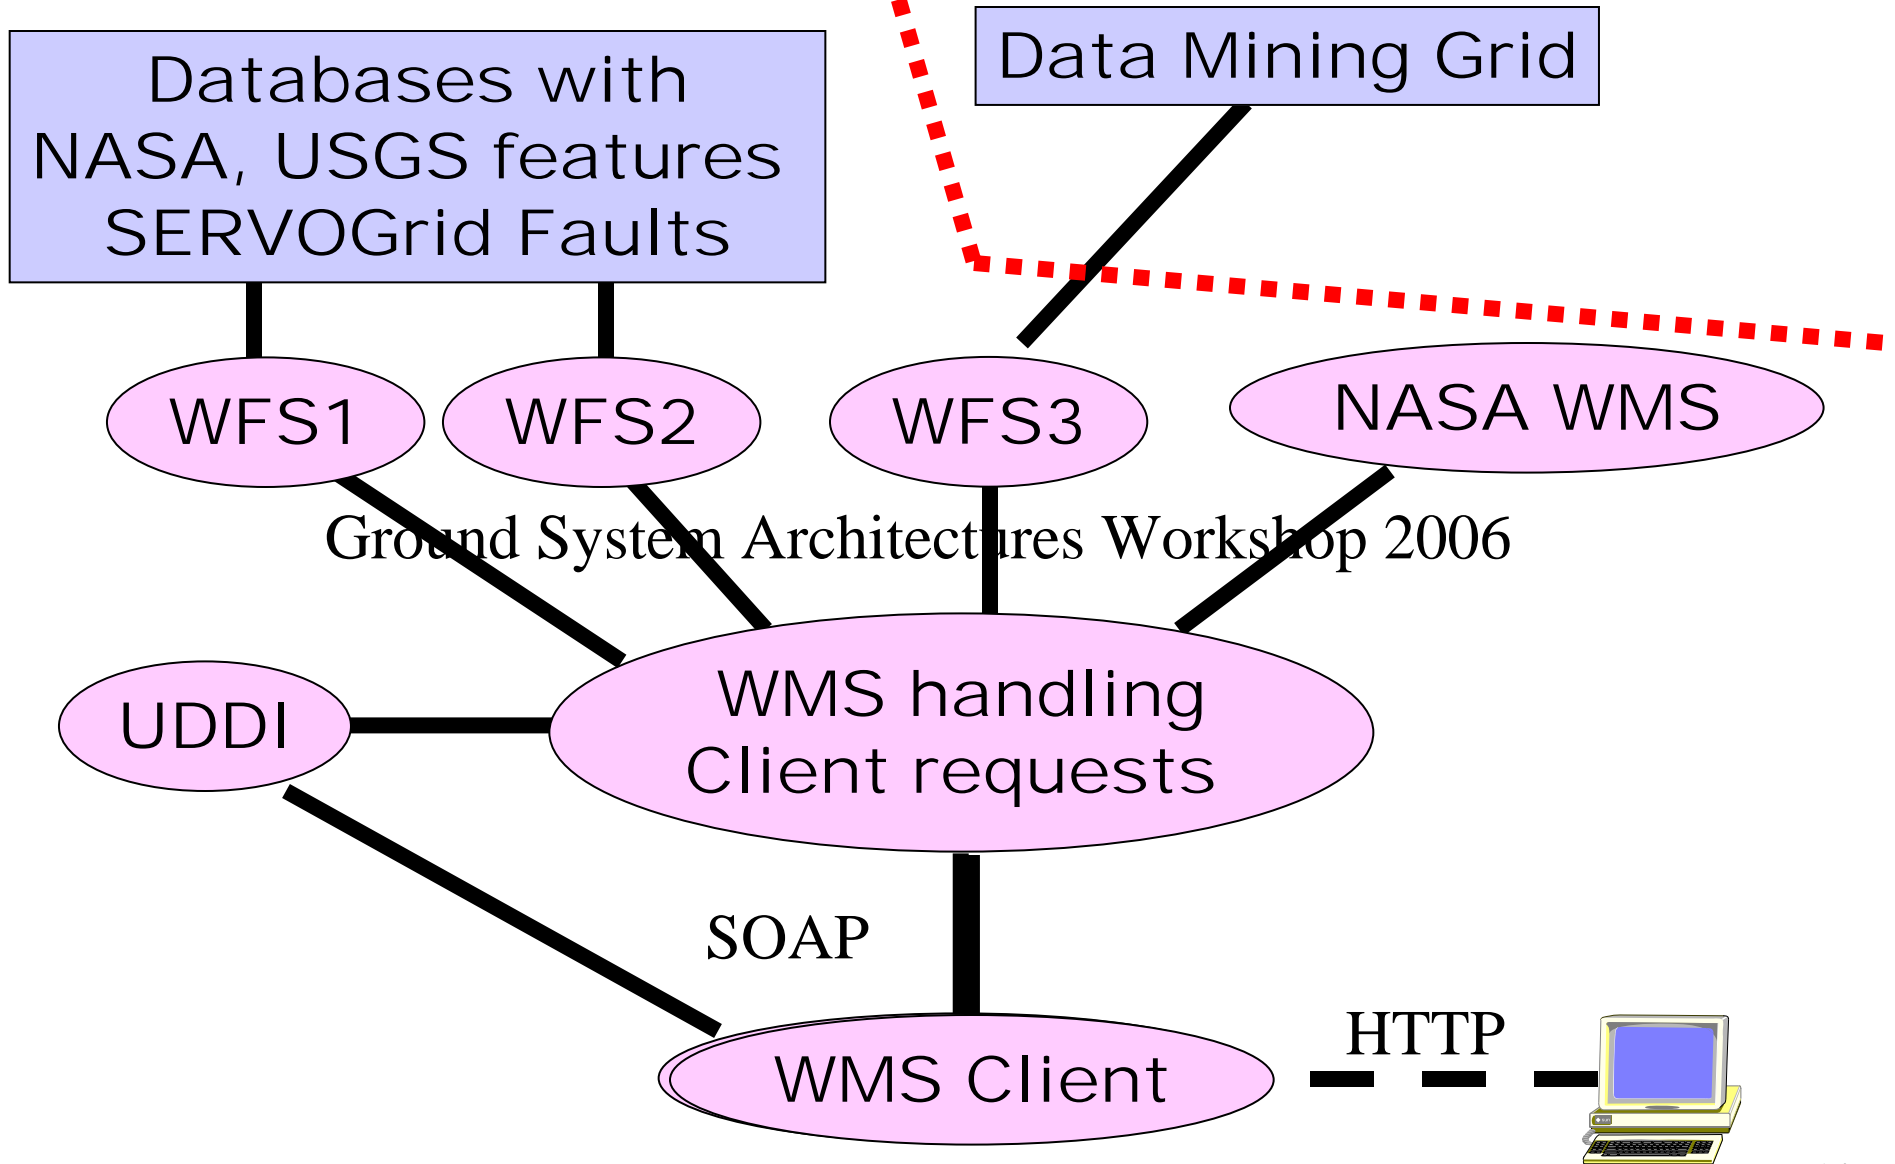 Databases with
NASA, USGS features
SERVOGrid Faults
Data Mining Grid
WFS1
WFS2
WFS3
NASA WMS
Ground System Architectures Workshop 2006
UDDI
WMS handling
Client requests
SOAP
HTTP
WMS Client